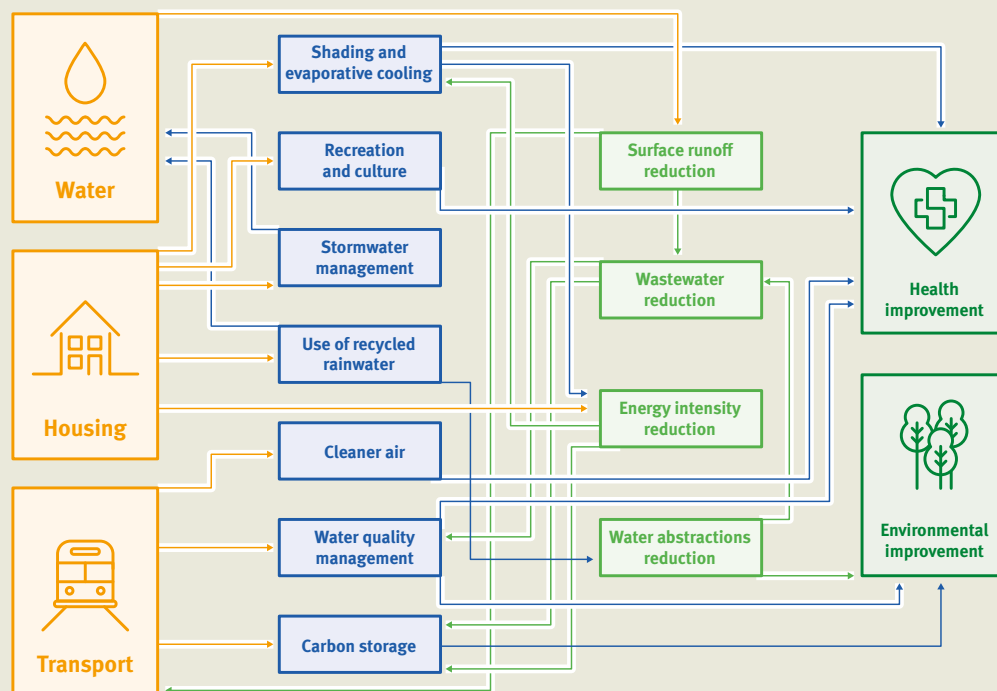 Water
Housing
Transport
Shading and
evaporative cooling
Recreation
and culture
Stormwater
management
Use of recycled
rainwater
Cleaner air
Water quality
management
Carbon storage
Surface runoff
reduction
Wastewater
reduction
Energy intensity
reduction
Water abstractions
reduction
Health
improvement
Environmental
improvement